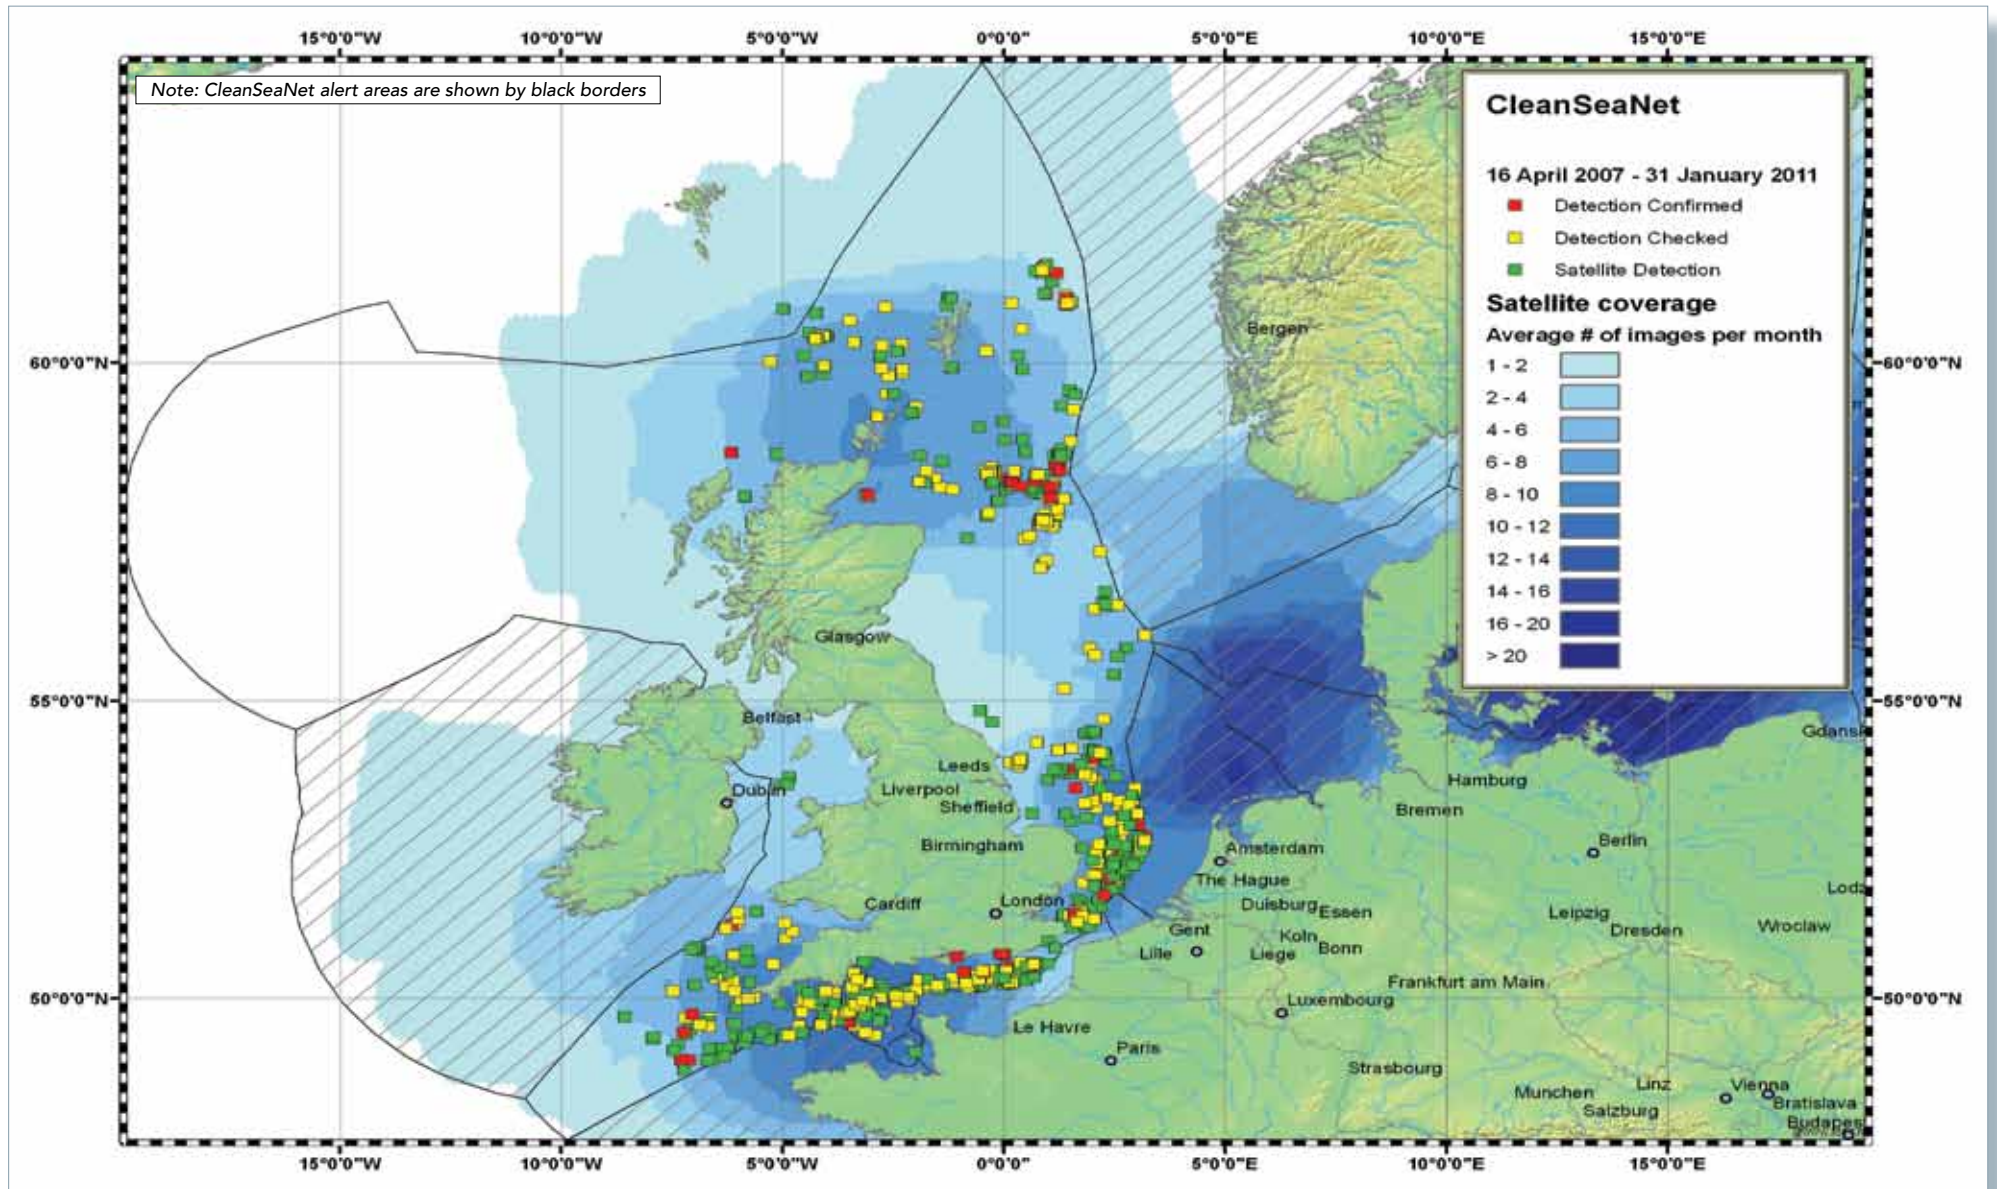 15°0'0"W 10°0'0"W 5°0'0"W 0°0'0" 5°0'0"E 10°0'0"E 15°0'0"E
Note: CleanSeaNet alert areas are shown by black borders
CleanSeaNet
16 April 2007 - 31 January 2011
Detection Confirmed
Detection Checked
Satellite Detection
Satellite coverage
Average # of images per month
1 - 2
2 - 4
4 - 6
6 - 8
8 - 10
10 - 12
12 - 14
14 - 16
16 - 20
> 20
Bergen
60°0'0"N 60°0'0"N
Glasgow
55°0'0"N 55°0'0"N
Belfast
Gdansk
Leeds
Hamburg
Dublin
Liverpool
Sheffield
Bremen
Birmingham
Amsterdam
Berlin
The Hague
Lodz
Cardiff
London
Duisburg
Essen
Leipzig
Dresden
Wroclaw
Gent
Koln
Bonn
Lille
Liege
Frankfurt am Main
50°0'0"N 50°0'0"N
Luxembourg
Le Havre
Paris
Strasbourg
Munchen
Linz
Vienna
Salzburg
Bratislava
Budapes
15°0'0"W 10°0'0"W 5°0'0"W 0°0'0" 5°0'0"E 10°0'0"E 15°0'0"E